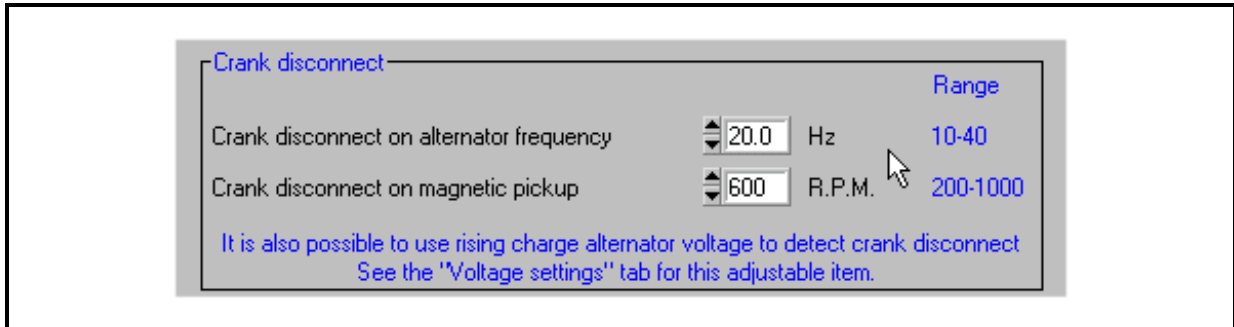 Crank disconnect
Range
Crank disconnect on alternator frequency 20.0 Hz 10-40
Crank disconnect on magnetic pickup 600 R.P.M. 200-1000
It is also possible to use rising charge alternator voltage to detect crank disconnect
See the "Voltage settings" tab for this adjustable item.